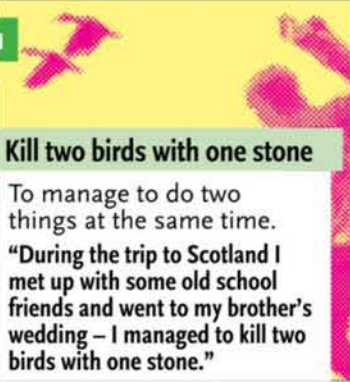 Kill two birds with one stone
To manage to do two
things at the same time.
“During the trip to Scotland I
met up with some old school
friends and went to my brother’s
wedding – I managed to kill two
birds with one stone.”